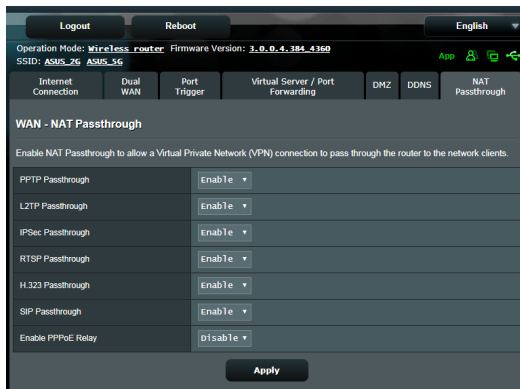 Logout Reboot English
Operation Mode: Wireless router Firmware Version: 3.0.0.4.384_4360
SSID: ASUS_2G ASUS_5G
App
Internet Connection Dual WAN Port Trigger Virtual Server / Port Forwarding DMZ DDNS NAT Passthrough
WAN - NAT Passthrough
Enable NAT Passthrough to allow a Virtual Private Network (VPN) connection to pass through the router to the network clients.
PPTP Passthrough Enable
L2TP Passthrough Enable
IPSec Passthrough Enable
RTSP Passthrough Enable
H.323 Passthrough Enable
SIP Passthrough Enable
Enable PPPoE Relay Disable
Apply